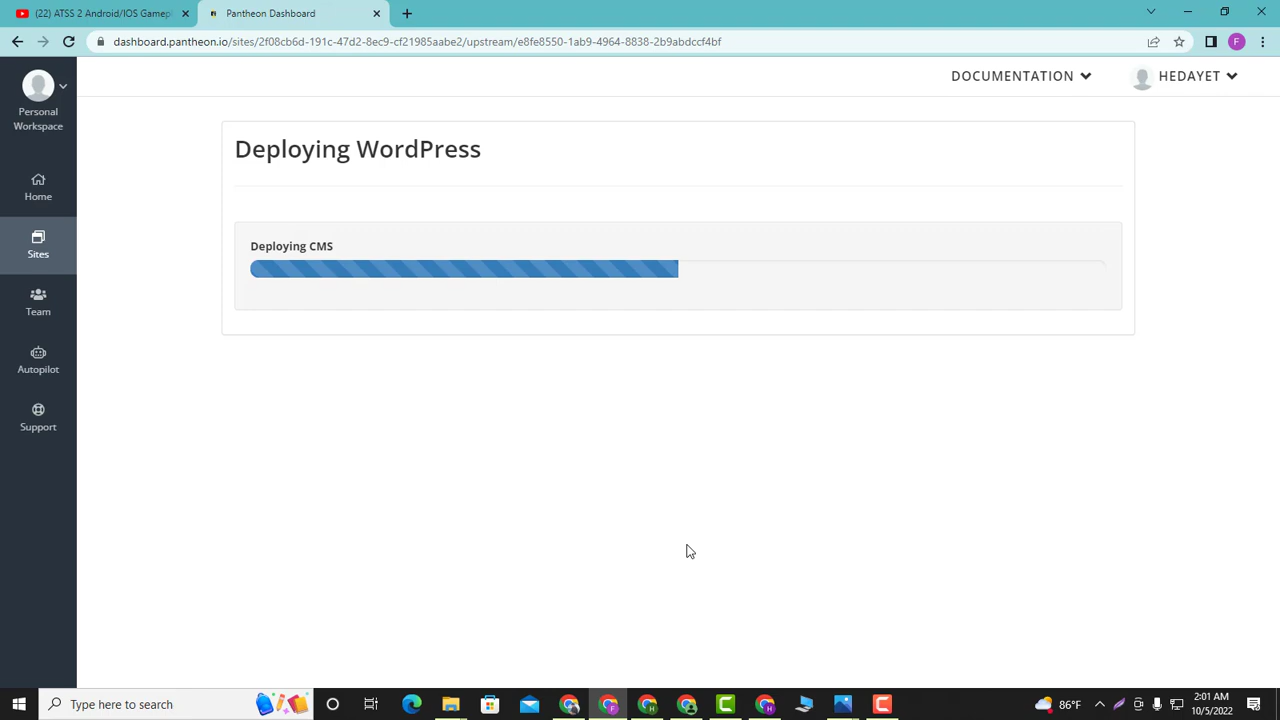 (22) ATSS 2 Android/IOS Gamepl
Pantheon Dashboard
dashboard.pantheon.io/sites/2f08cb6d-191c-47d2-8ec9-cf21985aabe2/upstream/e8fe8550-1ab9-4964-8838-2b9abdccf4bf
F
DOCUMENTATION
HEDAYET
Personal
Workspace
Home
Sites
Team
Autopilot
Support
Deploying WordPress
Deploying CMS
Type here to search
86°F
2:01 AM
10/5/2022